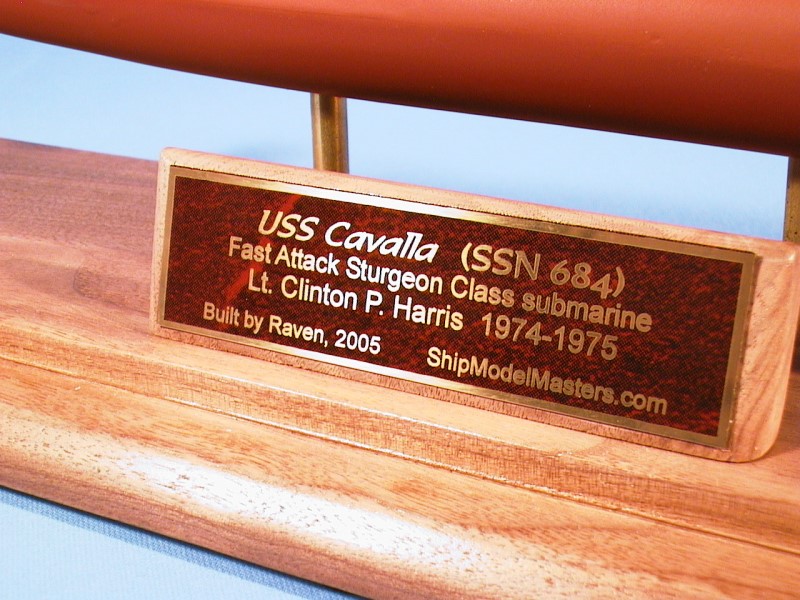 USS Cavalla (SSN 684)
Fast Attack Sturgeon Class submarine
Lt. Clinton P. Harris 1974-1975
Built by Raven, 2005 ShipModelMasters.com